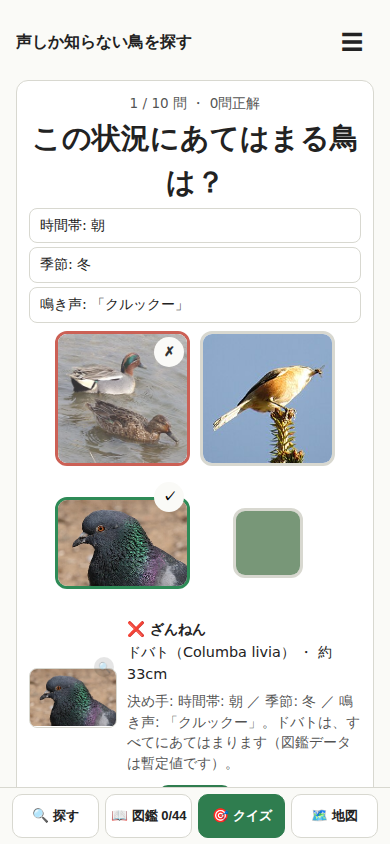 声しか知らない鳥を探す
☰
1 / 10 問 ・ 0問正解
この状況にあてはまる鳥
は？
時間帯: 朝
季節: 冬
鳴き声: 「クルックー」
✗
✓
❌ ざんねん
ドバト（Columba livia） ・ 約
33cm
決め手: 時間帯: 朝 ／ 季節: 冬 ／ 鳴
き声: 「クルックー」。ドバトは、す
べてにあてはまります（図鑑データ
は暫定値です）。
🔍 探す
📖 図鑑 0/44
🎯 クイズ
🗺️ 地図